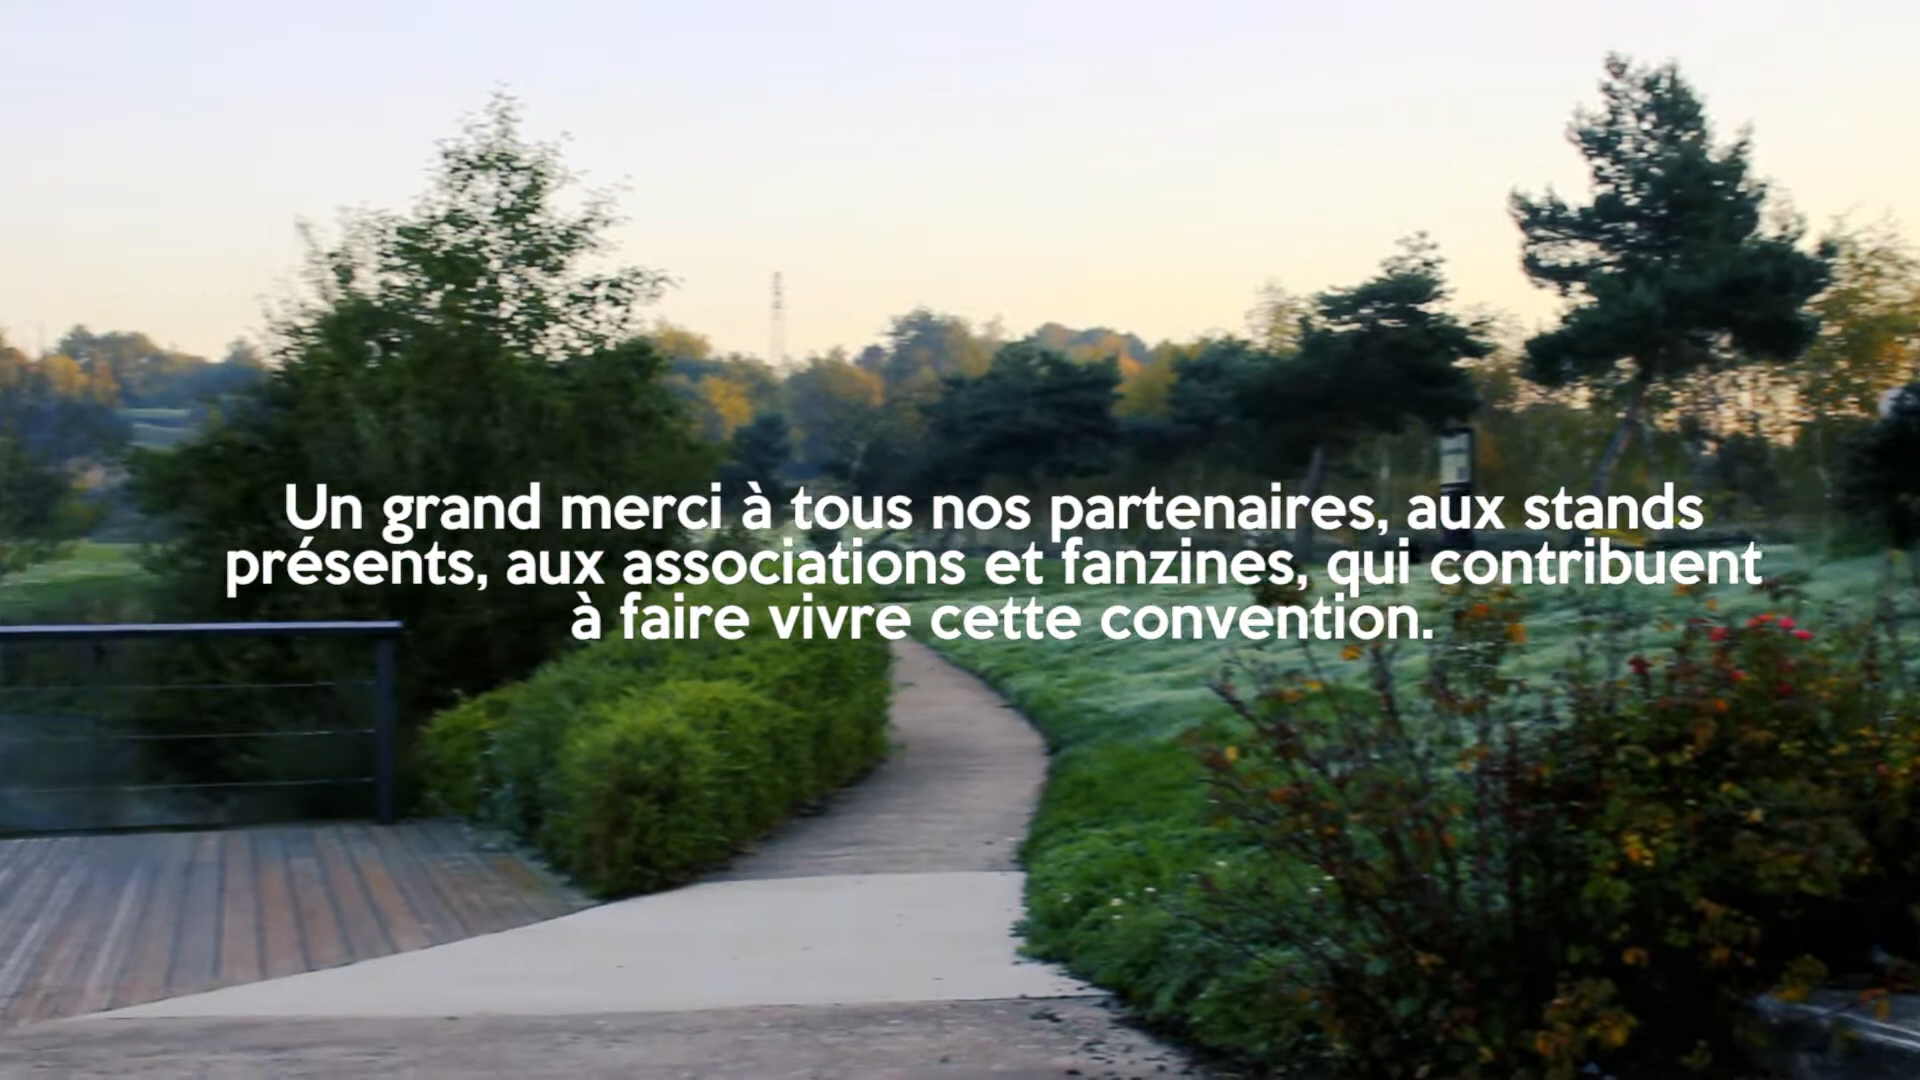 Un grand merci à tous nos partenaires, aux stands
présents, aux associations et fanzines, qui contribuent
à faire vivre cette convention.